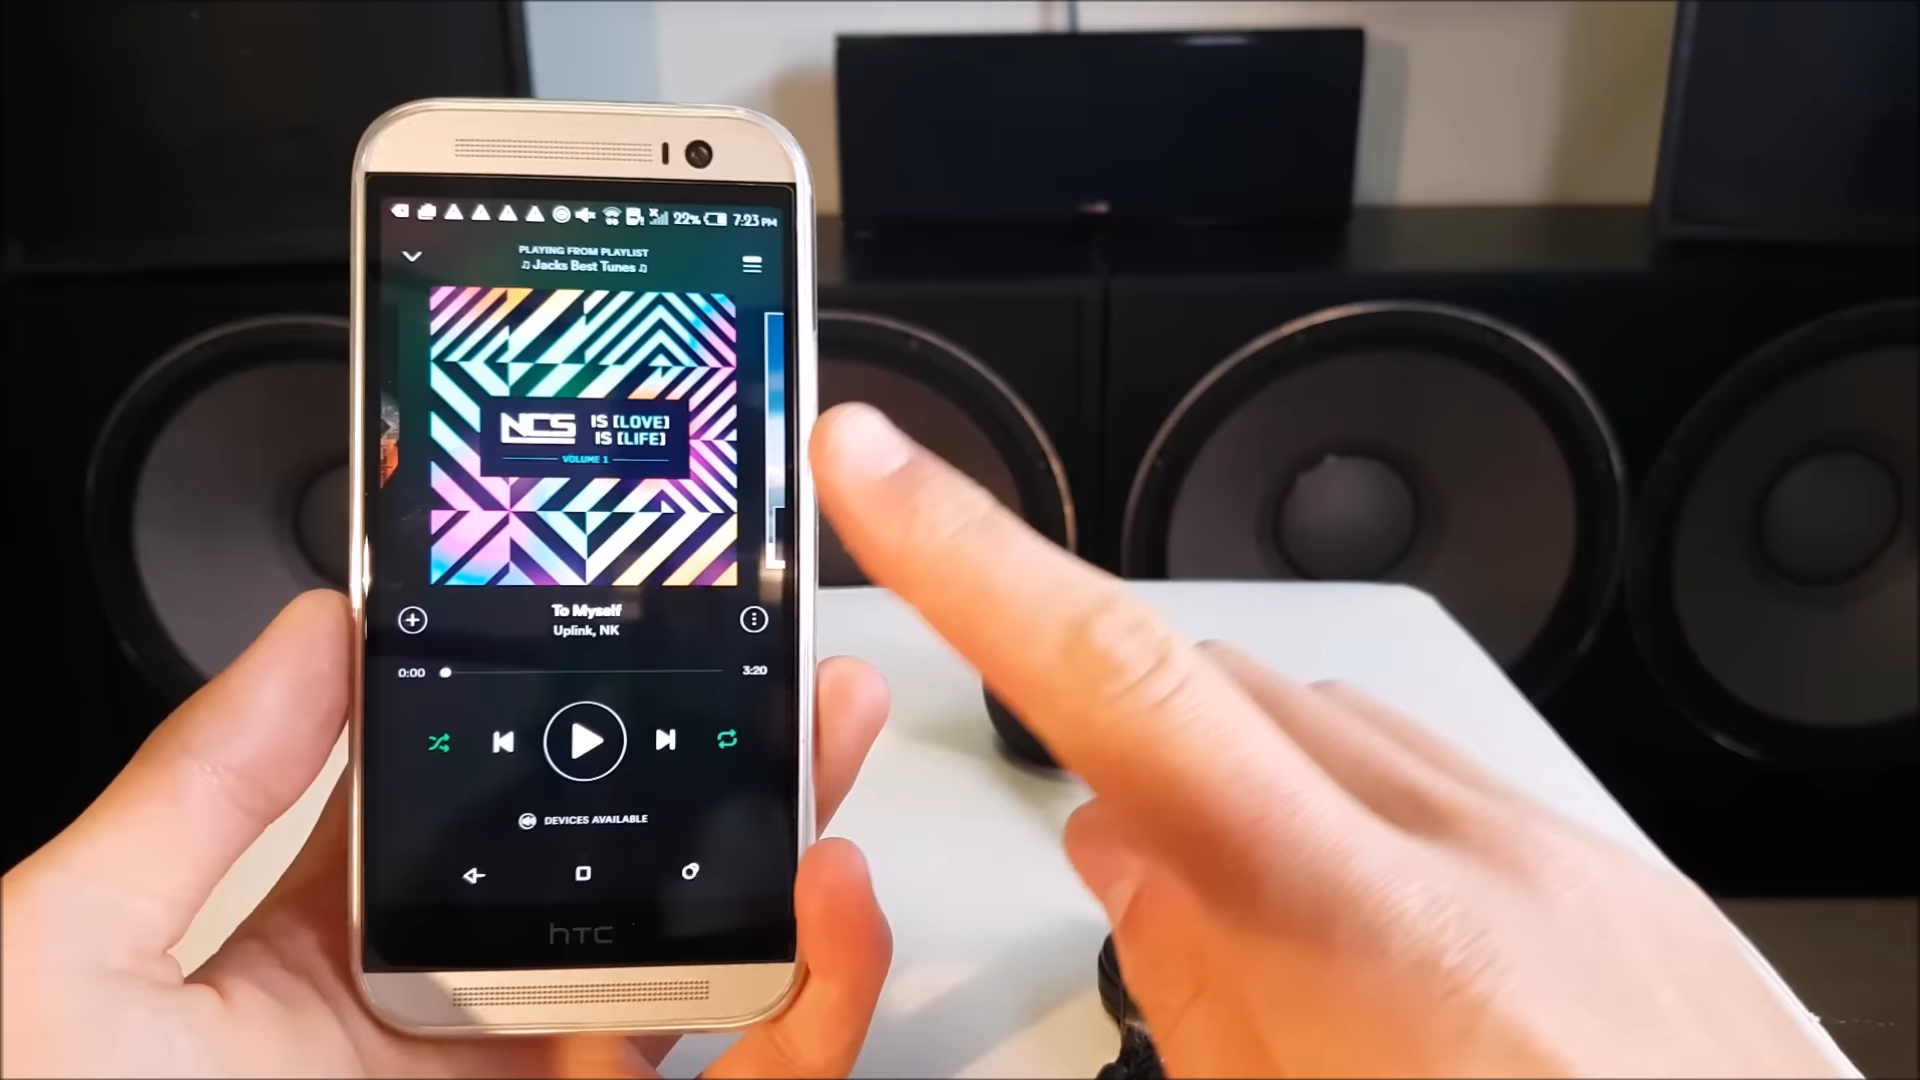 22% 7:23 PM
PLAYING FROM PLAYLIST
♫ Jacks Best Tunes ♫
NCS IS [LOVE]
IS [LIFE]
VOLUME 1
To Myself
Uplink, NK
0:00 3:20
DEVICES AVAILABLE
hTC